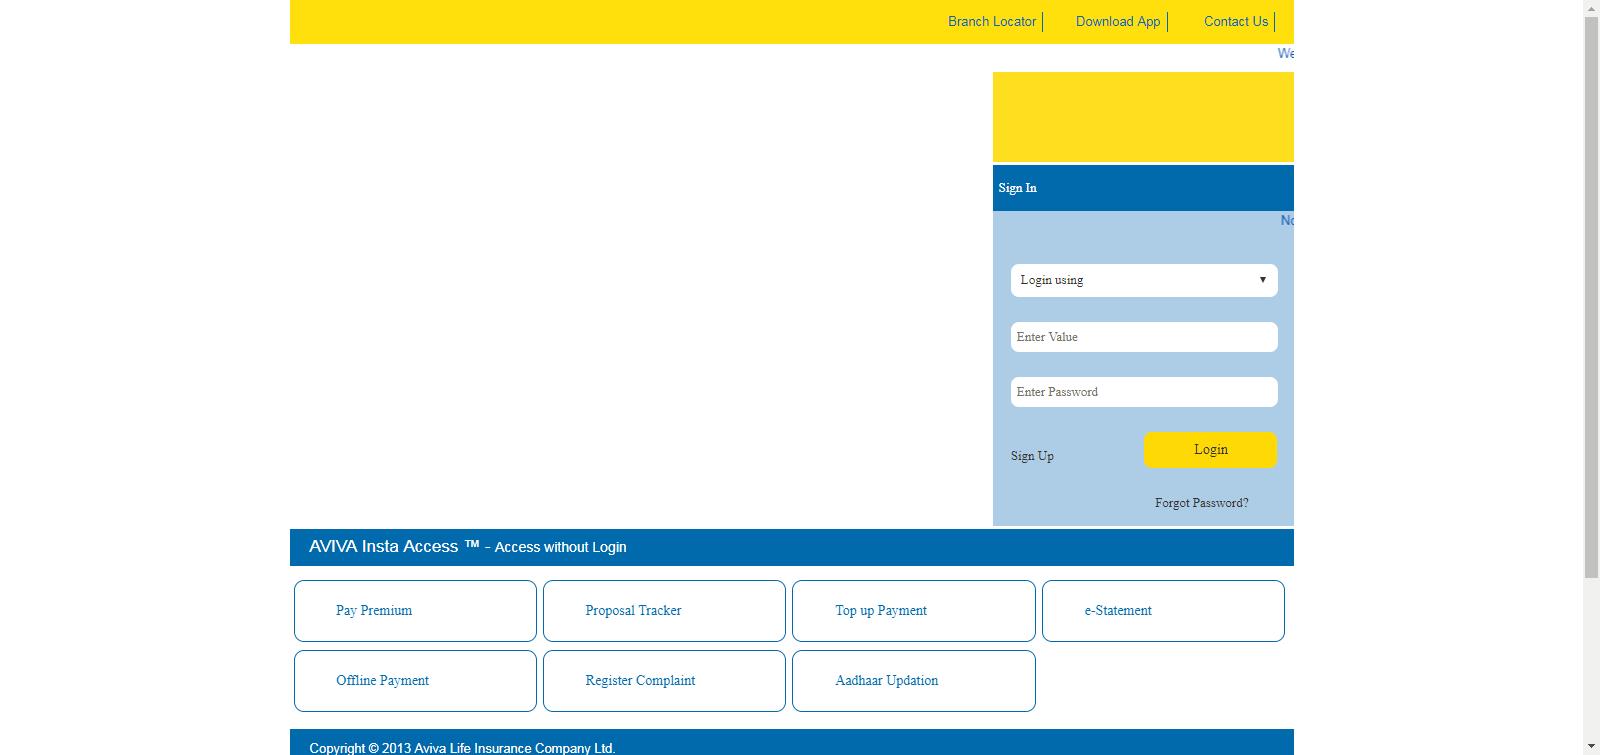 Branch Locator
Download App
Contact Us
We
Sign In
No
Login using
Enter Value
Enter Password
Sign Up
Login
Forgot Password?
AVIVA Insta Access ™ - Access without Login
Pay Premium
Proposal Tracker
Top up Payment
e-Statement
Offline Payment
Register Complaint
Aadhaar Updation
Copyright © 2013 Aviva Life Insurance Company Ltd.